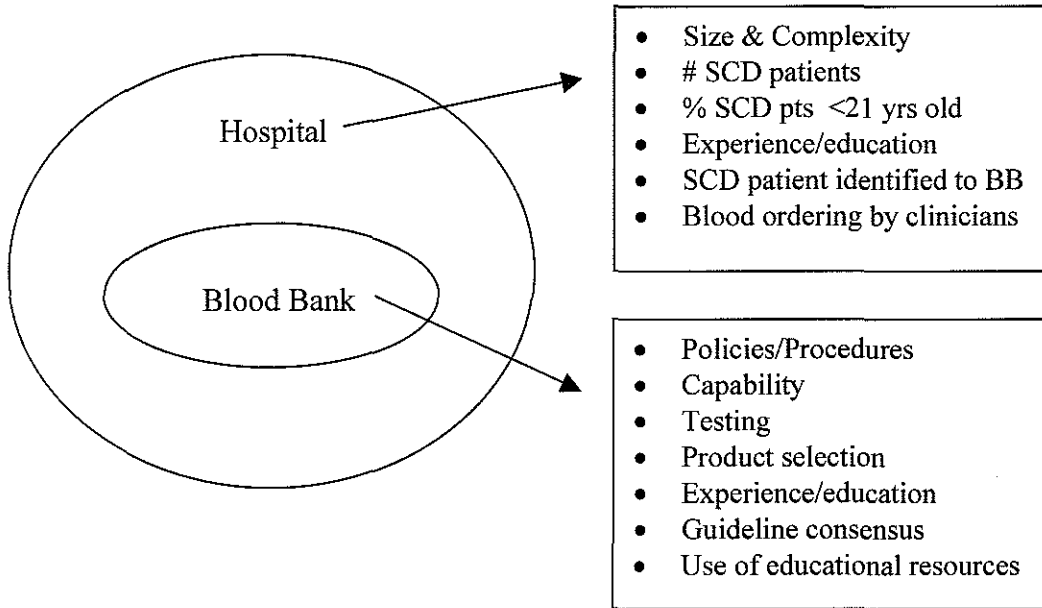 Hospital
• Size & Complexity
• # SCD patients
• % SCD pts <21 yrs old
• Experience/education
• SCD patient identified to BB
• Blood ordering by clinicians
Blood Bank
• Policies/Procedures
• Capability
• Testing
• Product selection
• Experience/education
• Guideline consensus
• Use of educational resources